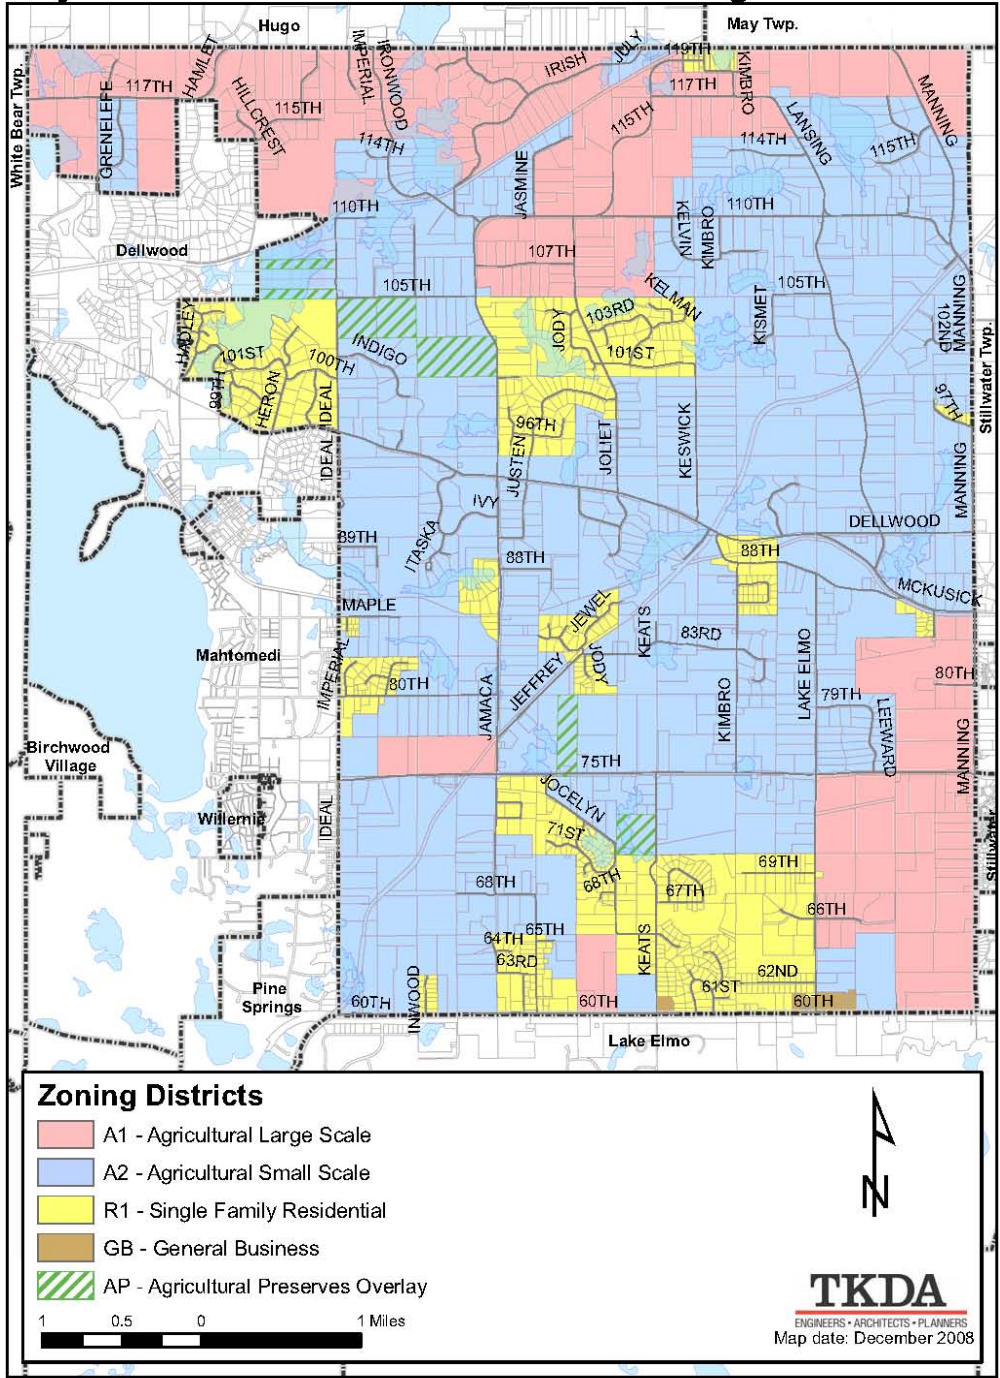 Hugo
May Twp.
White Bear Twp.
117TH
HAMLET
GRENELEFE
HILLCREST
115TH
IMPERIAL
IRONWOOD
114TH
IRISH
JULY
119TH
117TH
KIMBRO
115TH
JASMINE
114TH
LANSING
115TH
MANNING
110TH
110TH
KELVIN
KIMBRO
Dellwood
107TH
105TH
105TH
KELMAN
KISMET
MANNING
102ND
Stillwater Twp.
HADLEY
101ST
99TH
HERON
100TH
IDEAL
INDIGO
JODY
103RD
101ST
97TH
96TH
JUSTEN
JOLIET
KESWICK
IDEAL
MANNING
IVY
ITASKA
89TH
88TH
DELLWOOD
88TH
MCKUSICK
MAPLE
JEWEL
KEATS
83RD
LAKE ELMO
Mahtomedi
IMPERIAL
80TH
JAMACA
JEFFREY
JODY
KIMBRO
79TH
LEEWARD
80TH
MANNING
Birchwood
Village
75TH
JOCELYN
Willernie
IDEAL
71ST
Stillwater
68TH
68TH
67TH
69TH
66TH
64TH
65TH
63RD
KEATS
61ST
62ND
Pine
Springs
60TH
INWOOD
60TH
60TH
Lake Elmo
Zoning Districts
A1 - Agricultural Large Scale
A2 - Agricultural Small Scale
R1 - Single Family Residential
GB - General Business
AP - Agricultural Preserves Overlay
1 0.5 0 1 Miles
N
TKDA
ENGINEERS • ARCHITECTS • PLANNERS
Map date: December 2008